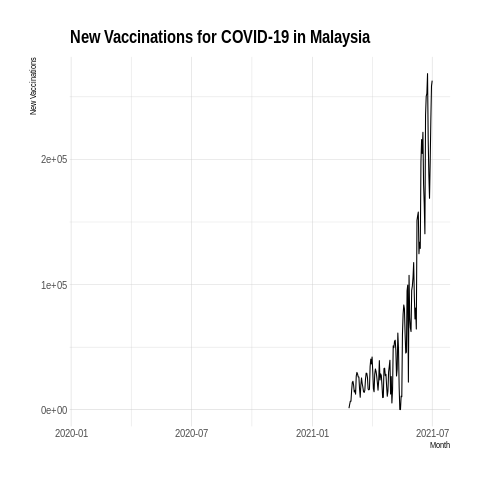 New Vaccinations for COVID-19 in Malaysia
New Vaccinations
2e+05
1e+05
0e+00
2020-01 2020-07 2021-01 2021-07
Month